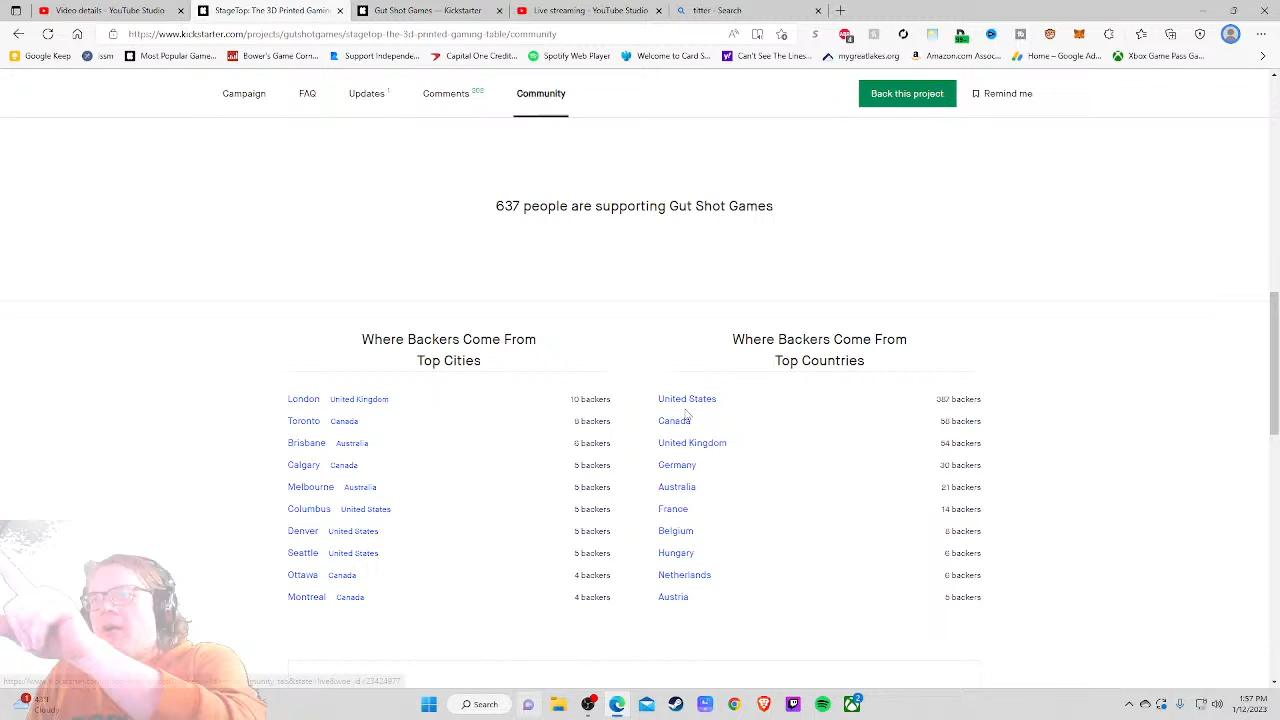 Video details - YouTube Studio
StageTop: The 3D Printed Gamin
Gut Shot Games — Kickstarter
Live streaming - YouTube Studio
titter - Search
https://www.kickstarter.com/projects/gutshotgames/stagetop-the-3d-printed-gaming-table/community
Google Keep
issm
Most Popular Game...
Boss's Game Corn...
Support Independe...
Capital One Credit...
Spotify Web Player
Welcome to Card S...
Can't See The Lines...
mygreatlakes.org
Amazon.com Assoc...
Home – Google Ad...
Xbox Game Pass Ga...
Campaign
FAQ
Updates 1
Comments
Community
Back this project
Remind me
637 people are supporting Gut Shot Games
Where Backers Come From
Top Cities
London United Kingdom 10 backers
Toronto Canada 8 backers
Brisbane Australia 6 backers
Calgary Canada 5 backers
Melbourne Australia 5 backers
Columbus United States 5 backers
Denver United States 5 backers
Seattle United States 5 backers
Ottawa Canada 4 backers
Montreal Canada 4 backers
Where Backers Come From
Top Countries
United States 387 backers
Canada 58 backers
United Kingdom 54 backers
Germany 30 backers
Australia 21 backers
France 14 backers
Belgium 8 backers
Hungary 6 backers
Netherlands 6 backers
Austria 5 backers
Cloudy
Search
1:57 PM
1/12/2023